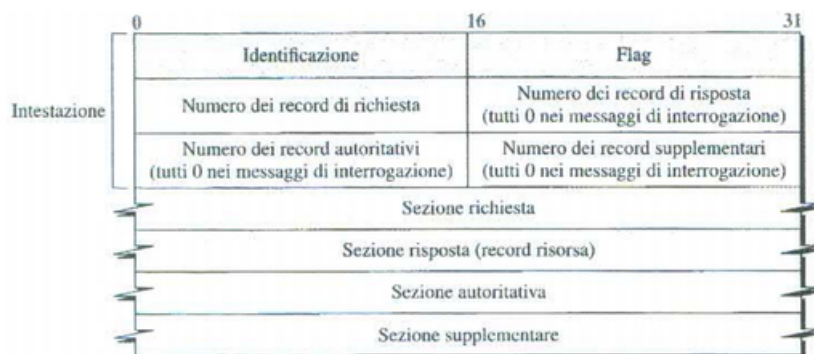 0 16 31
Identificazione Flag
Intestazione
Numero dei record di richiesta
Numero dei record di risposta
(tutti 0 nei messaggi di interrogazione)
Numero dei record autoritativi
(tutti 0 nei messaggi di interrogazione)
Numero dei record supplementari
(tutti 0 nei messaggi di interrogazione)
Sezione richiesta
Sezione risposta (record risorsa)
Sezione autoritativa
Sezione supplementare